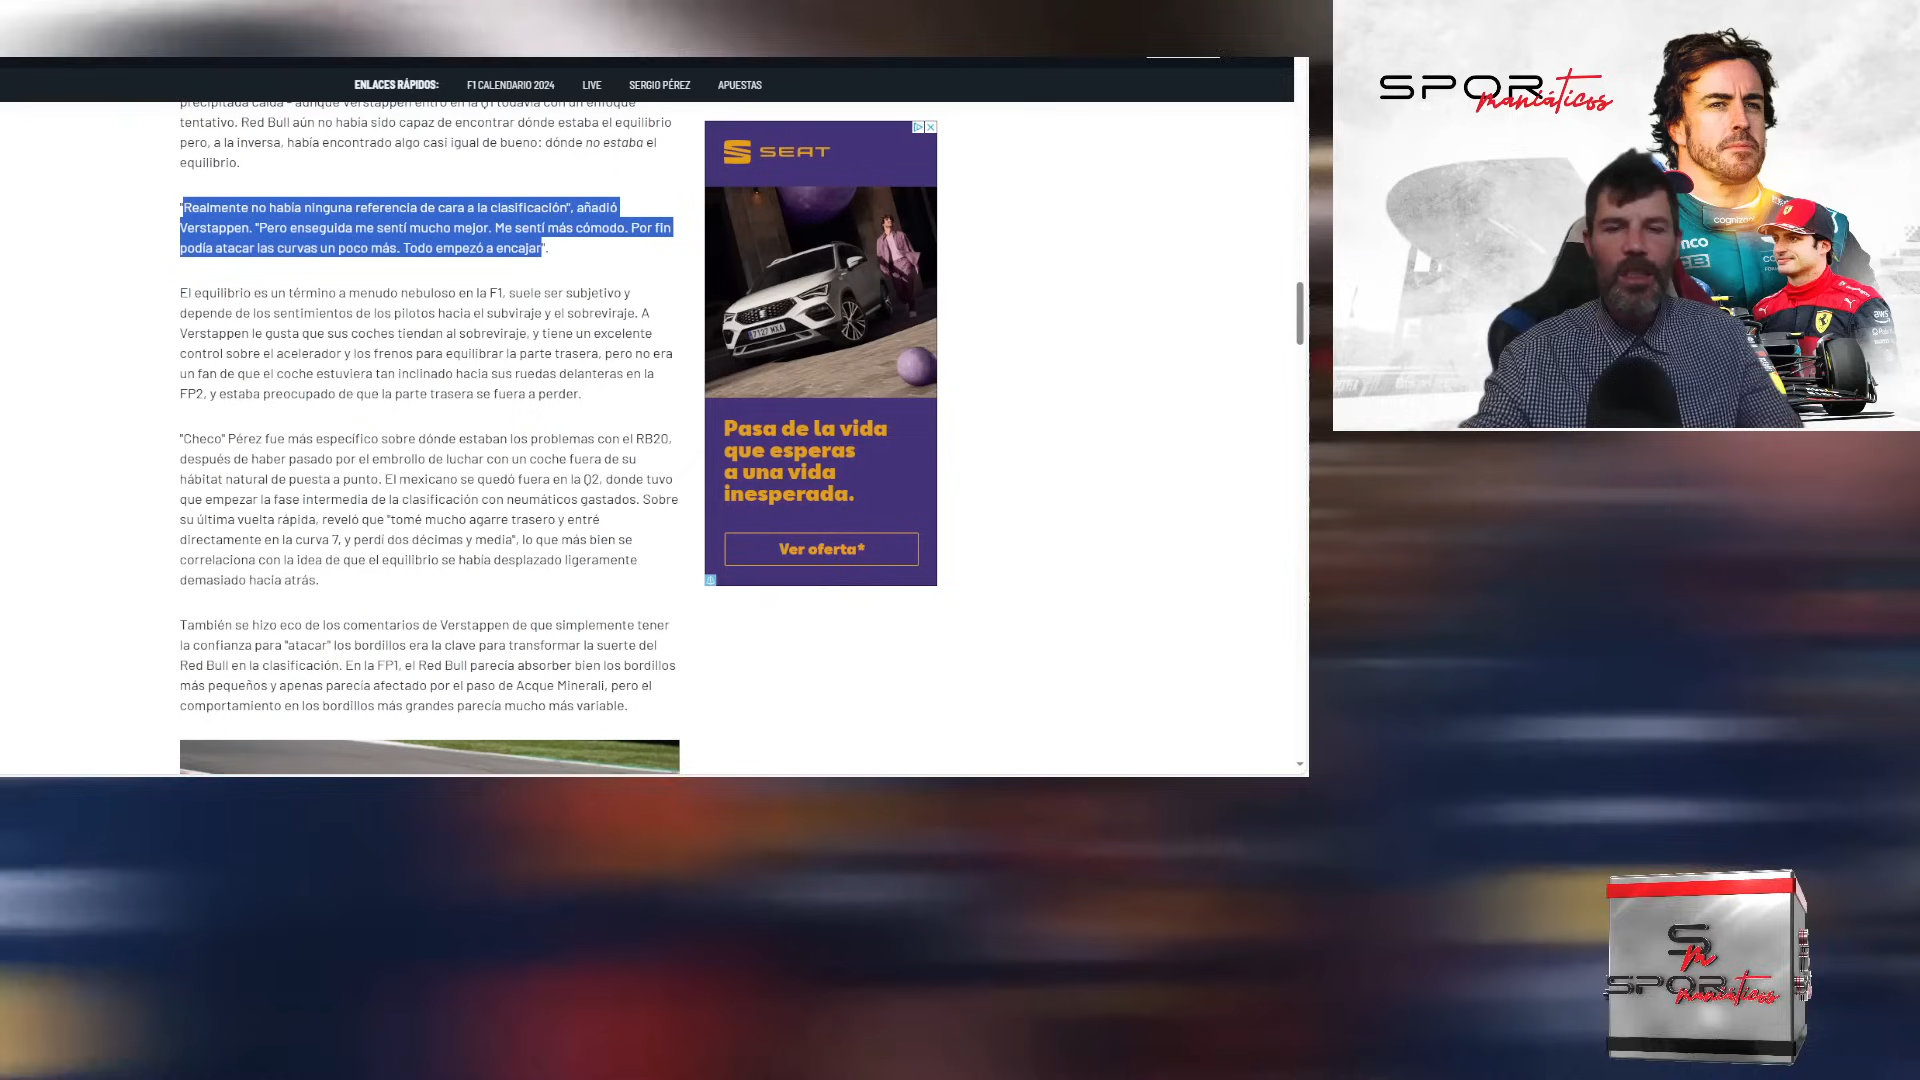 ENLACES RÁPIDOS: F1 CALENDARIO 2024 LIVE SERGIO PÉREZ APUESTAS
precipitada caída - aunque Verstappen entró en la Q1 todavía con un enfoque
tentativo. Red Bull aún no había sido capaz de encontrar dónde estaba el equilibrio
pero, a la inversa, había encontrado algo casi igual de bueno: dónde no estaba el
equilibrio.
"Realmente no había ninguna referencia de cara a la clasificación", añadió
Verstappen. "Pero enseguida me sentí mucho mejor. Me sentí más cómodo. Por fin
podía atacar las curvas un poco más. Todo empezó a encajar".
El equilibrio es un término a menudo nebuloso en la F1, suele ser subjetivo y
depende de los sentimientos de los pilotos hacia el subviraje y el sobreviraje. A
Verstappen le gusta que sus coches tiendan al sobreviraje, y tiene un excelente
control sobre el acelerador y los frenos para equilibrar la parte trasera, pero no era
un fan de que el coche estuviera tan inclinado hacia sus ruedas delanteras en la
FP2, y estaba preocupado de que la parte trasera se fuera a perder.
"Checo" Pérez fue más específico sobre dónde estaban los problemas con el RB20,
después de haber pasado por el embrollo de luchar con un coche fuera de su
hábitat natural de puesta a punto. El mexicano se quedó fuera en la Q2, donde tuvo
que empezar la fase intermedia de la clasificación con neumáticos gastados. Sobre
su última vuelta rápida, reveló que "tomé mucho agarre trasero y entré
directamente en la curva 7, y perdí dos décimas y media", lo que más bien se
correlaciona con la idea de que el equilibrio se había desplazado ligeramente
demasiado hacia atrás.
También se hizo eco de los comentarios de Verstappen de que simplemente tener
la confianza para "atacar" los bordillos era la clave para transformar la suerte del
Red Bull en la clasificación. En la FP1, el Red Bull parecía absorber bien los bordillos
más pequeños y apenas parecía afectado por el paso de Acque Minerali, pero el
comportamiento en los bordillos más grandes parecía mucho más variable.
SEAT
Pasa de la vida
que esperas
a una vida
inesperada.
Ver oferta*
SPOR
maniáticos
cognizant
aws
S
m
SPOR
maniáticos